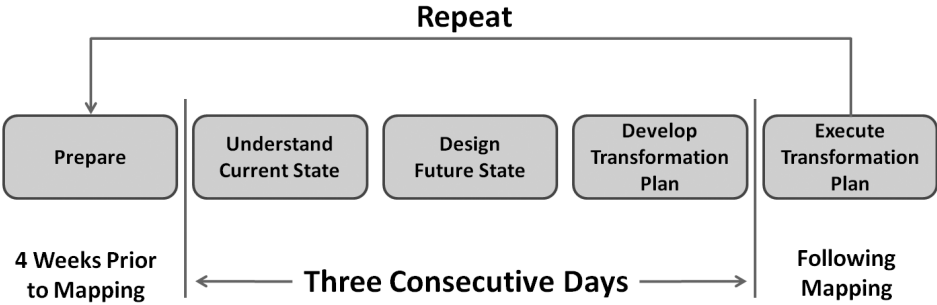 Repeat
Prepare
Understand
Current State
Design
Future State
Develop
Transformation
Plan
Execute
Transformation
Plan
4 Weeks Prior
to Mapping
Three Consecutive Days
Following
Mapping